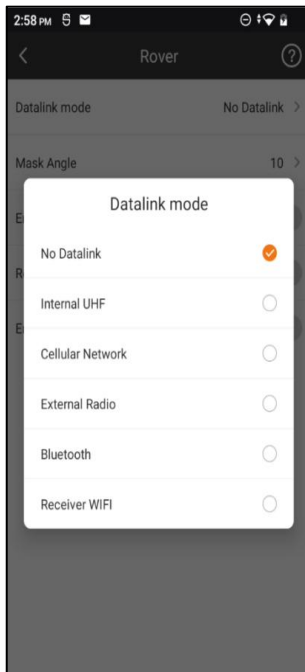 2:58 PM
Rover
Datalink mode No Datalink
Mask Angle 10
Datalink mode
No Datalink
Internal UHF
Cellular Network
External Radio
Bluetooth
Receiver WIFI